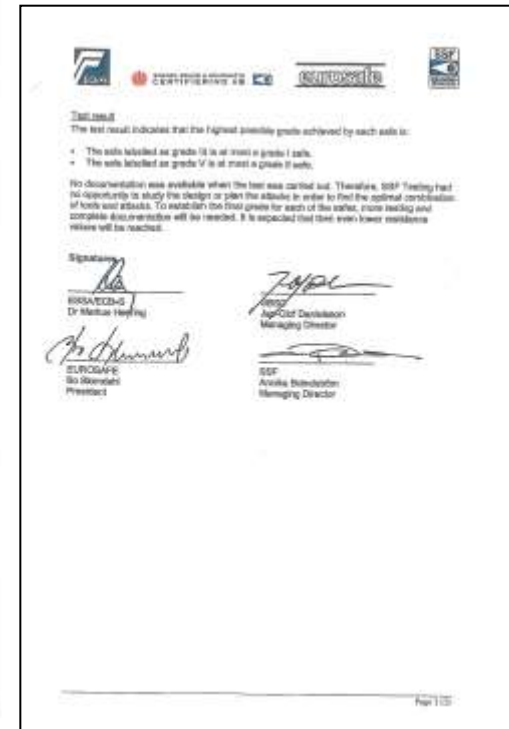 CERTIFIERING AB
eurosafe
SSF
Test result
The test result indicates that the highest possible grade achieved by each safe is:
• The safe labelled as grade III is at most a grade I safe.
• The safe labelled as grade V is at most a grade II safe.
No documentation was available when the test was carried out. Therefore, SSF Testing had
no opportunity to study the design or plan the attacks in order to find the optimal combination
of tools and attacks. To establish the final grade for each of the safes, more testing and
complete documentation will be needed. It is expected that then even lower resistance
values will be reached.
Signatures
Dr Markus
Managing Director
EUROSAFE
Bo
President
SSF
Annika
Managing Director
Page